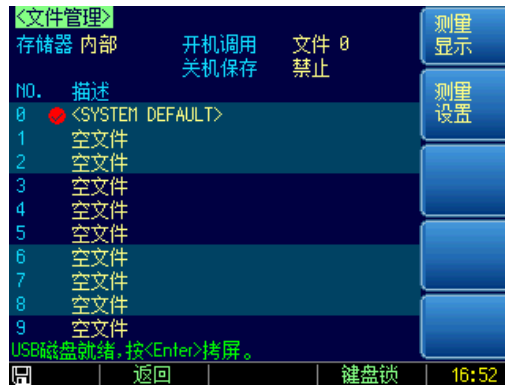 <文件管理>
存储器 内部 开机调用 文件 0
关机保存 禁止
NO. 描述
0 <SYSTEM DEFAULT>
1 空文件
2 空文件
3 空文件
4 空文件
5 空文件
6 空文件
7 空文件
8 空文件
9 空文件
USB磁盘就绪,按<Enter>拷屏。
返回 键盘锁 16:52
测量
显示
测量
设置